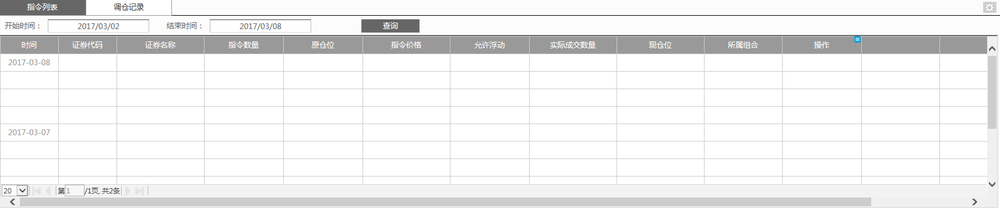 指令列表 调仓记录
开始时间： 2017/03/02 结束时间： 2017/03/08 查询
时间 证券代码 证券名称 指令数量 原仓位 指令价格 允许浮动 实际成交数量 现仓位 所属组合 操作
2017-03-08
2017-03-07
20 第1/1页, 共2条